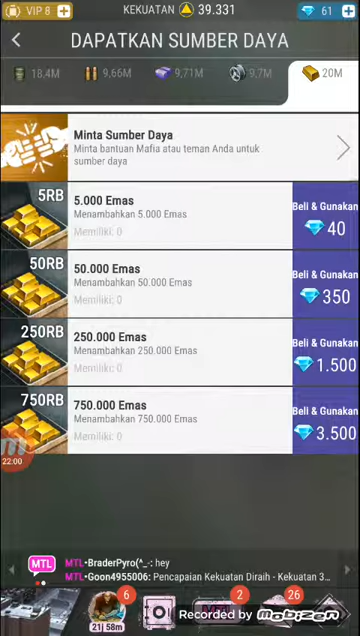 VIP 8
KEKUATAN 39.331
61
DAPATKAN SUMBER DAYA
18,4M
9,66M
9,71M
9,7M
20M
Minta Sumber Daya
Minta bantuan Mafia atau teman Anda untuk
sumber daya
5RB
5.000 Emas
Menambahkan 5.000 Emas
Memiliki: 0
Beli & Gunakan
40
50RB
50.000 Emas
Menambahkan 50.000 Emas
Memiliki: 0
Beli & Gunakan
350
250RB
250.000 Emas
Menambahkan 250.000 Emas
Memiliki: 0
Beli & Gunakan
1.500
750RB
750.000 Emas
Menambahkan 750.000 Emas
Memiliki: 0
Beli & Gunakan
3.500
22:00
MTL
MTL•BraderPyro(^_-: hey
MTL•Goon4955006: Pencapaian Kekuatan Diraih - Kekuatan 3...
6
2
26
21j 58m
Recorded by Mobizen